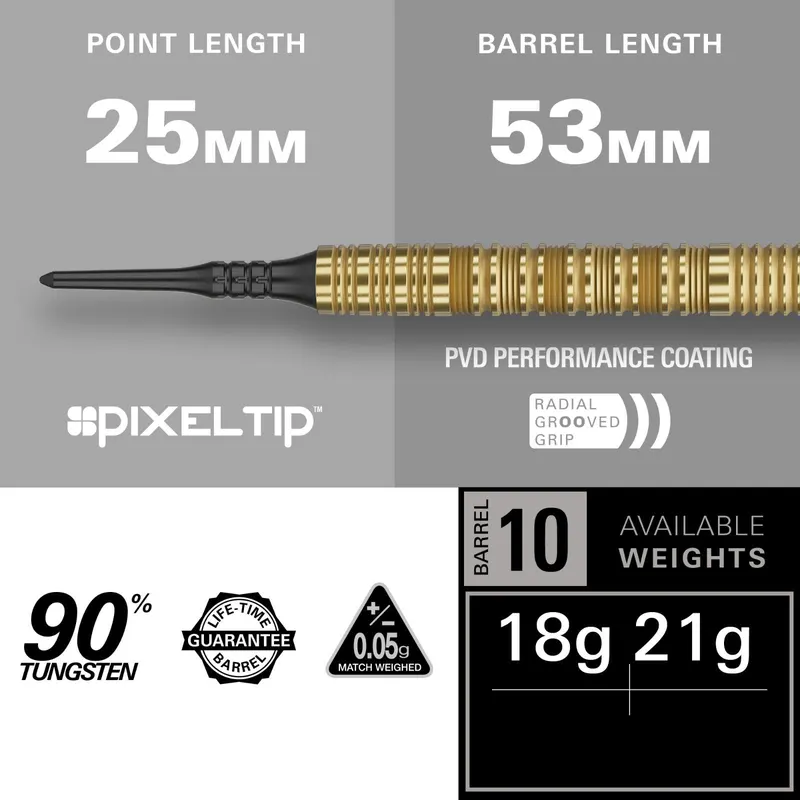 POINT LENGTH
25MM
BARREL LENGTH
53MM
PVD PERFORMANCE COATING
PIXELTIP™
RADIAL
GROOVED
GRIP
90%
TUNGSTEN
LIFE-TIME
GUARANTEE
BARREL
+/-
0.05g
MATCH WEIGHED
BARREL
10
AVAILABLE
WEIGHTS
18g 21g